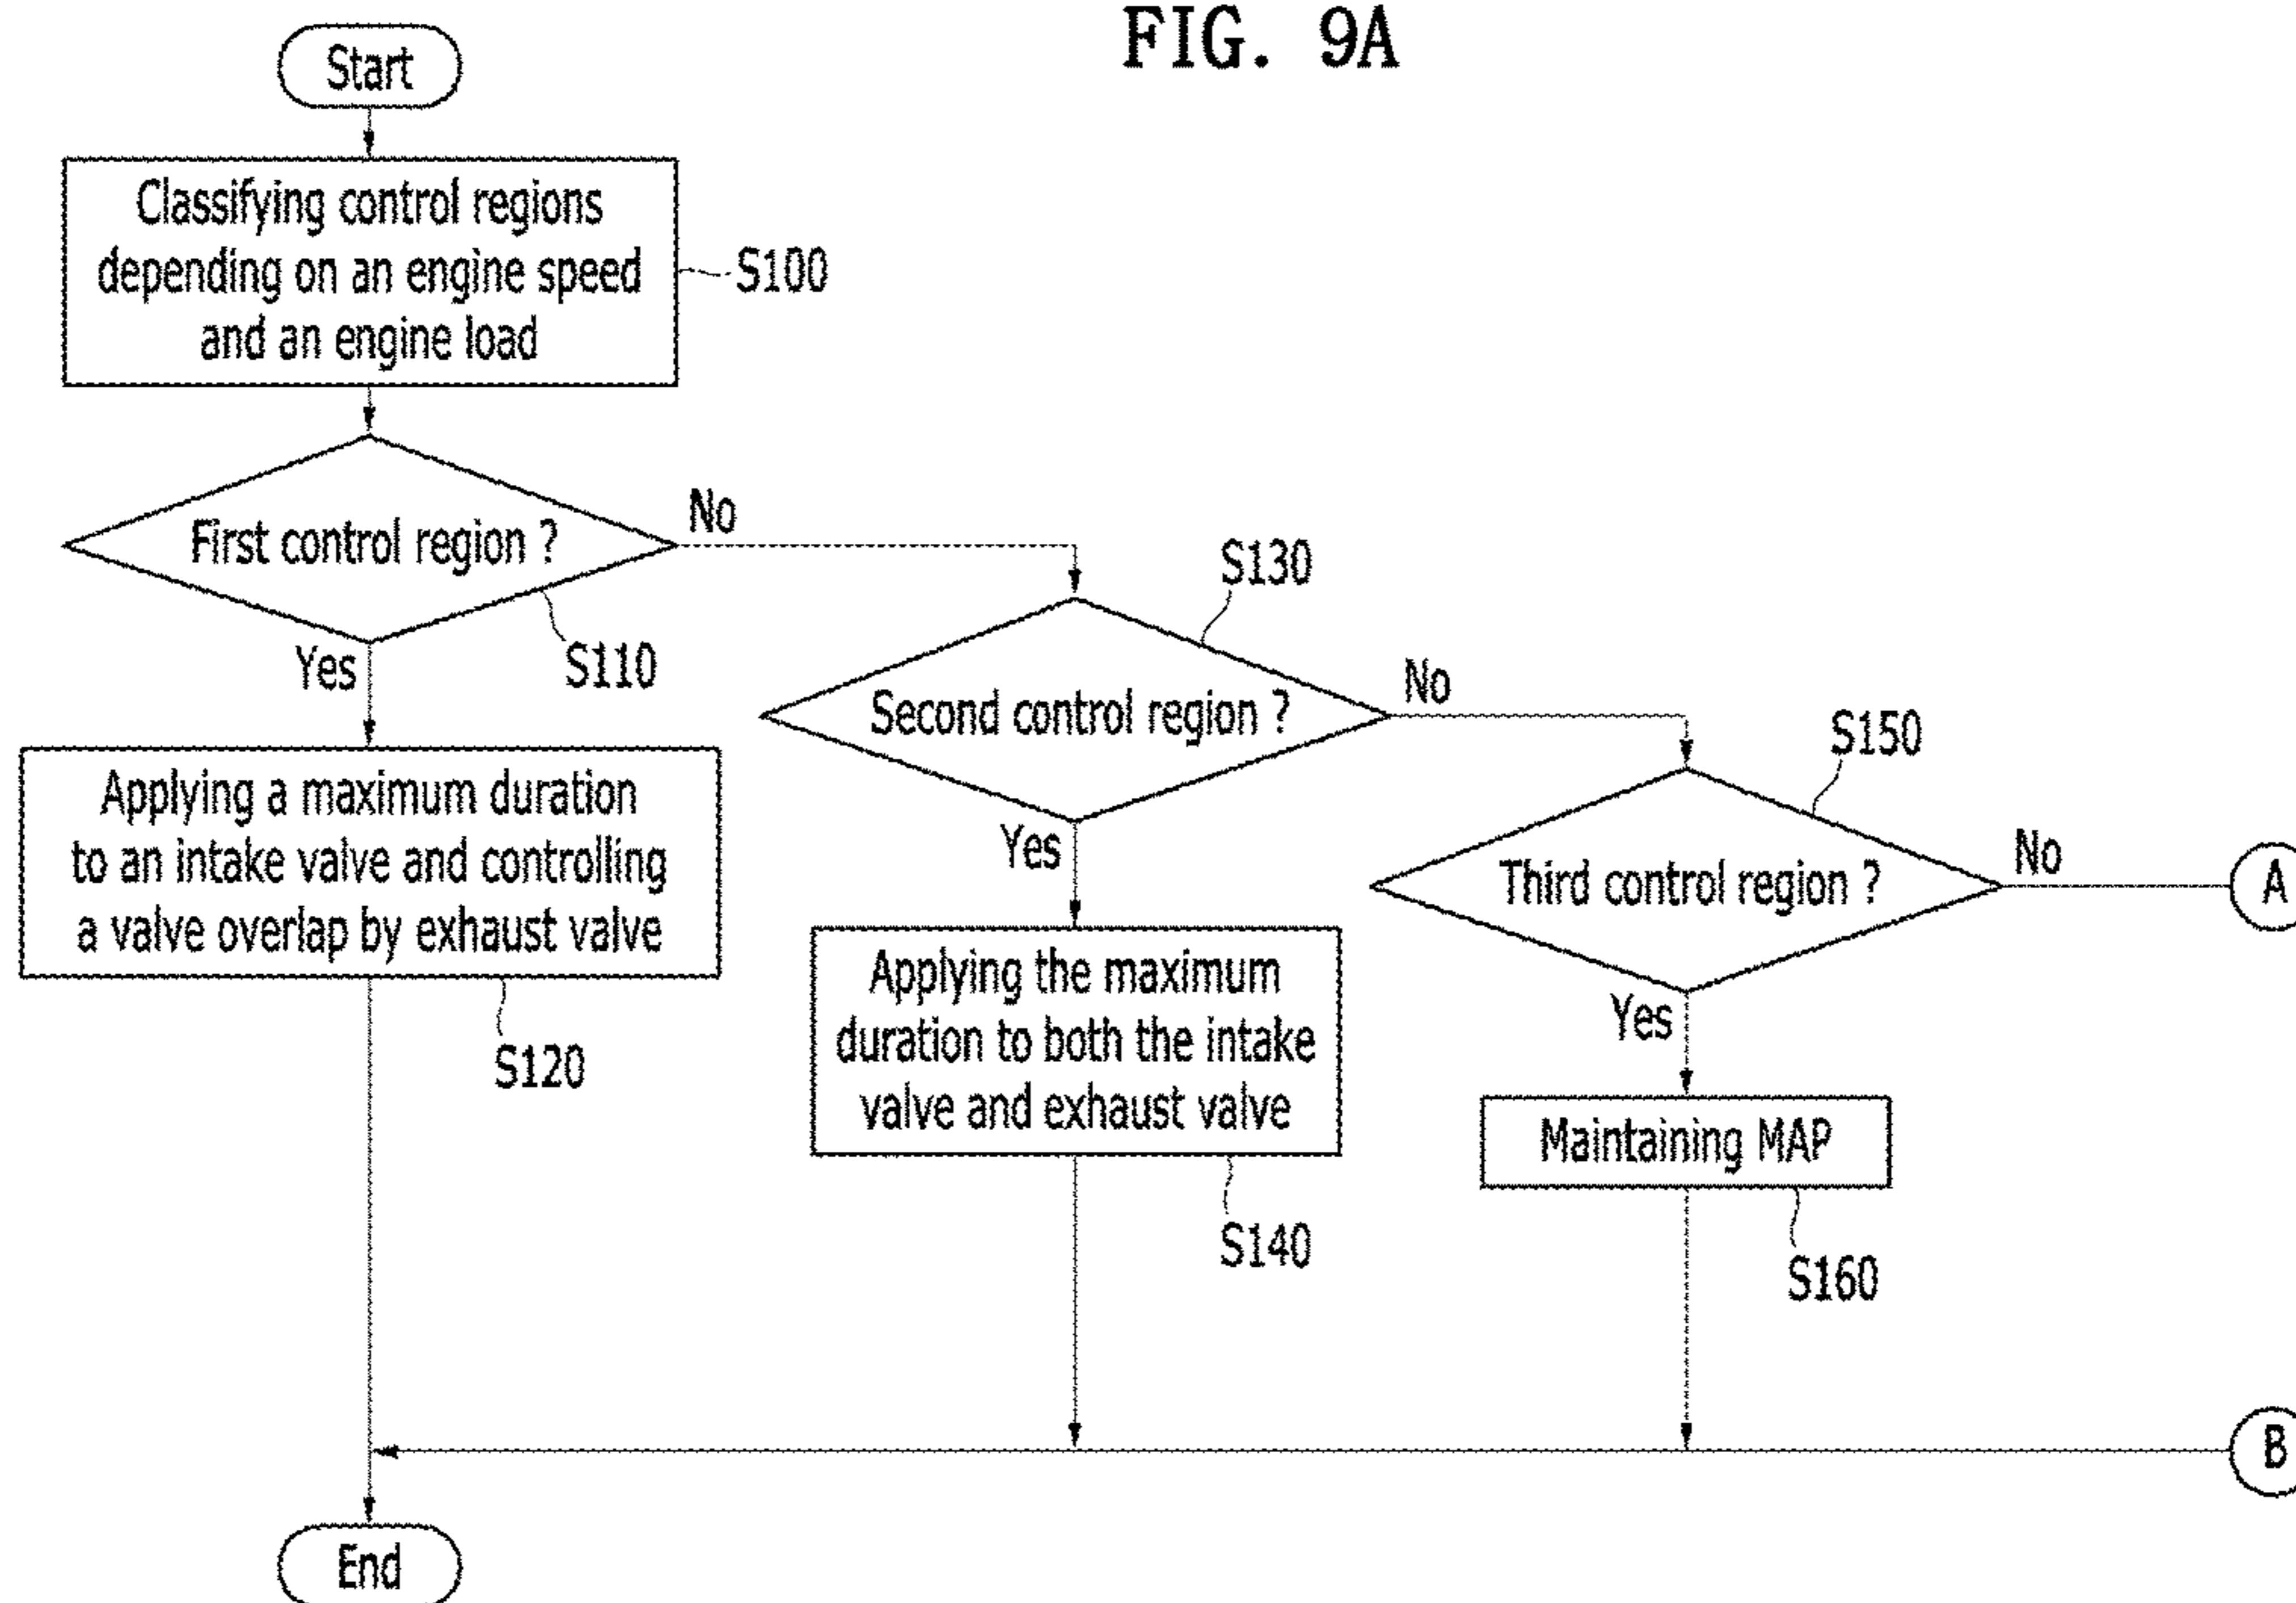 FIG. 9A
Start
Classifying control regions
depending on an engine speed
and an engine load
S100
First control region ?
No
S110
Yes
Applying a maximum duration
to an intake valve and controlling
a valve overlap by exhaust valve
S120
S130
Second control region ?
No
Yes
Applying the maximum
duration to both the intake
valve and exhaust valve
S140
S150
Third control region ?
No
A
Yes
Maintaining MAP
S160
B
End